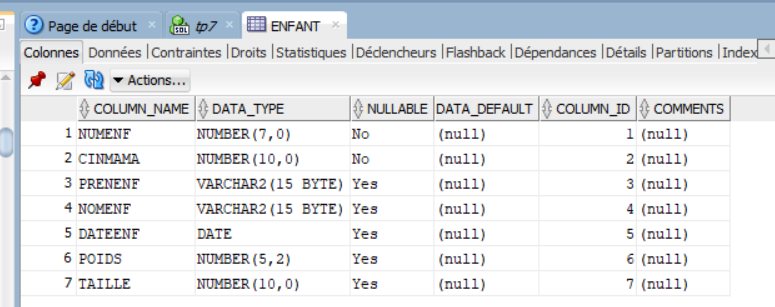 Page de début tp7 ENFANT
Colonnes Données |Contraintes |Droits |Statistiques |Déclencheurs |Flashback |Dépendances |Détails |Partitions |Index
Actions...
COLUMN_NAME DATA_TYPE NULLABLE DATA_DEFAULT COLUMN_ID COMMENTS
1 NUMENF NUMBER(7,0) No (null) 1 (null)
2 CINMAMA NUMBER(10,0) No (null) 2 (null)
3 PRENENF VARCHAR2(15 BYTE) Yes (null) 3 (null)
4 NOMENF VARCHAR2(15 BYTE) Yes (null) 4 (null)
5 DATEENF DATE Yes (null) 5 (null)
6 POIDS NUMBER(5,2) Yes (null) 6 (null)
7 TAILLE NUMBER(10,0) Yes (null) 7 (null)